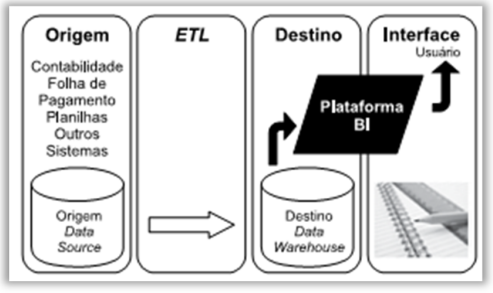 Origem
Contabilidade
Folha de
Pagamento
Planilhas
Outros
Sistemas
Origem
Data
Source
ETL
Destino
Plataforma
BI
Destino
Data
Warehouse
Interface
Usuário